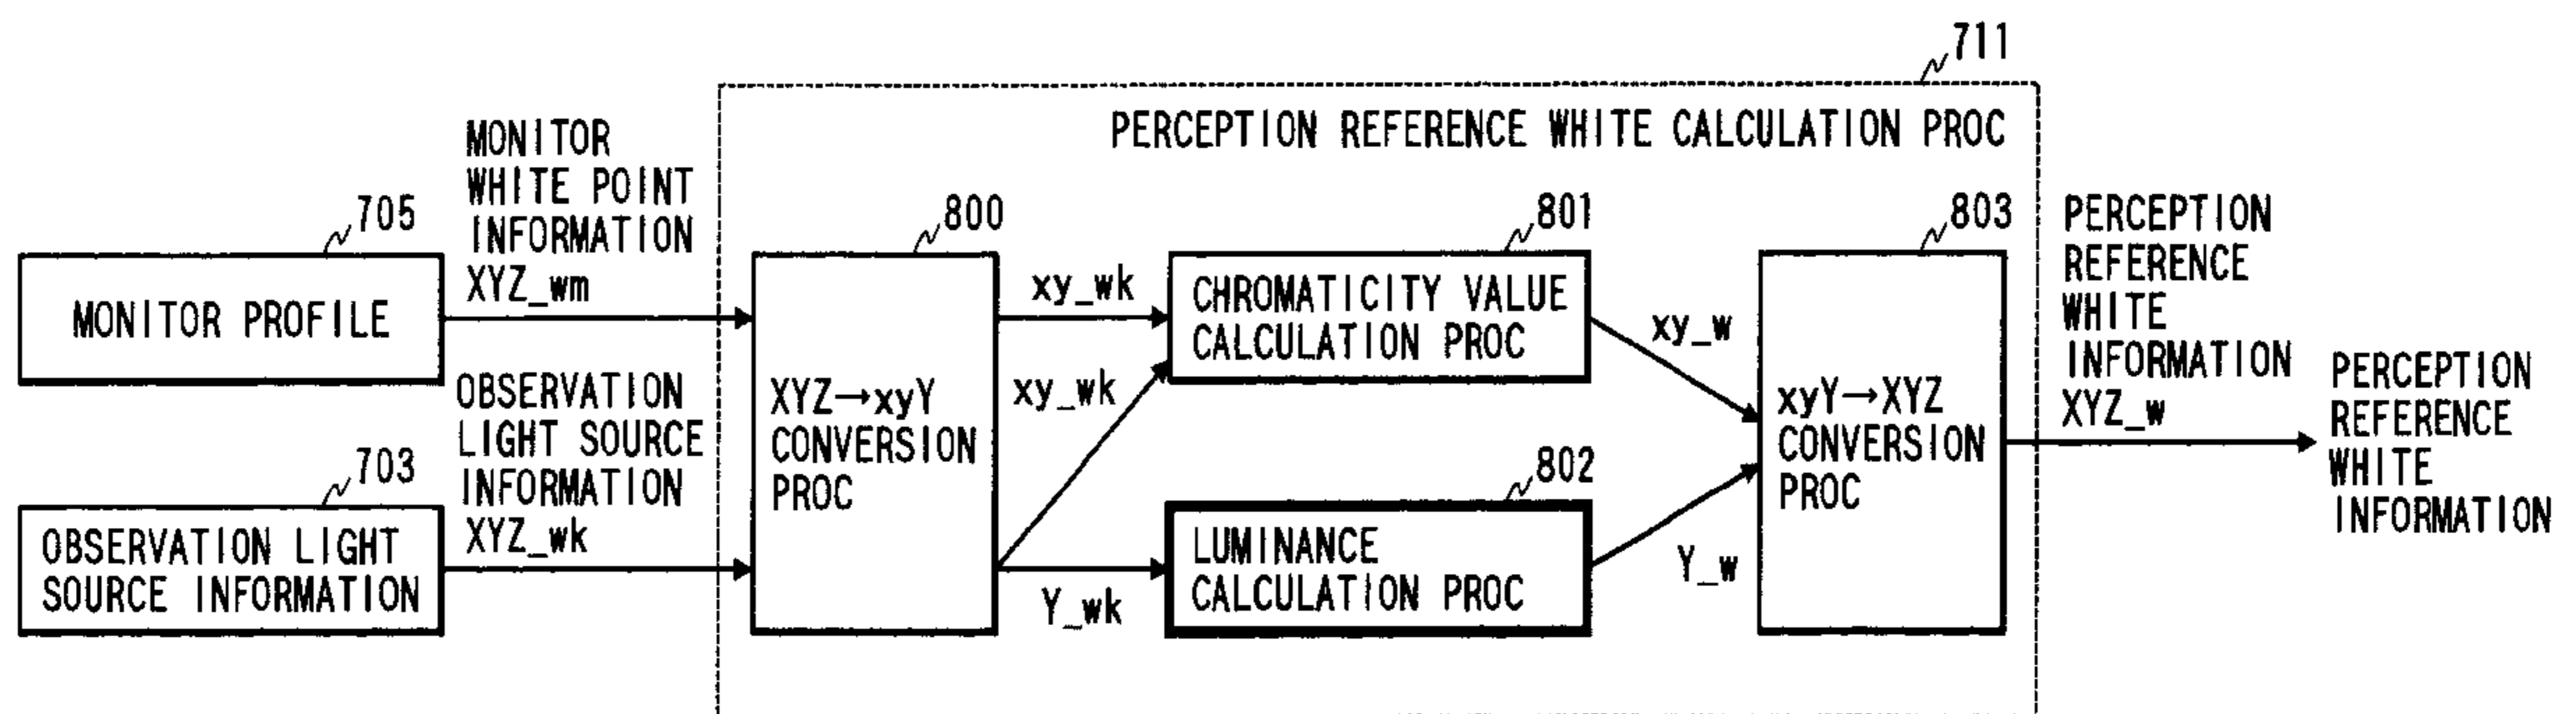 711
PERCEPTION REFERENCE WHITE CALCULATION PROC
MONITOR
WHITE POINT
INFORMATION
XYZ_wm
705
MONITOR PROFILE
OBSERVATION
LIGHT SOURCE
INFORMATION
XYZ_wk
703
OBSERVATION LIGHT
SOURCE INFORMATION
800
XYZ→xyY
CONVERSION
PROC
xy_wk
xy_wk
Y_wk
801
CHROMATICITY VALUE
CALCULATION PROC
802
LUMINANCE
CALCULATION PROC
xy_w
Y_w
803
xyY→XYZ
CONVERSION
PROC
PERCEPTION
REFERENCE
WHITE
INFORMATION
XYZ_w
PERCEPTION
REFERENCE
WHITE
INFORMATION